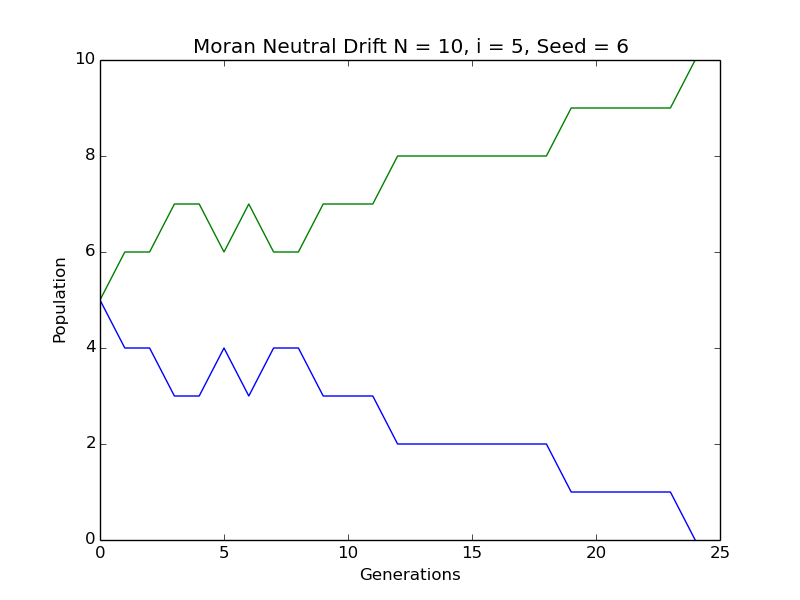 Moran Neutral Drift N = 10, i = 5, Seed = 6
10
8
6
4
2
0
Population
0 5 10 15 20 25
Generations